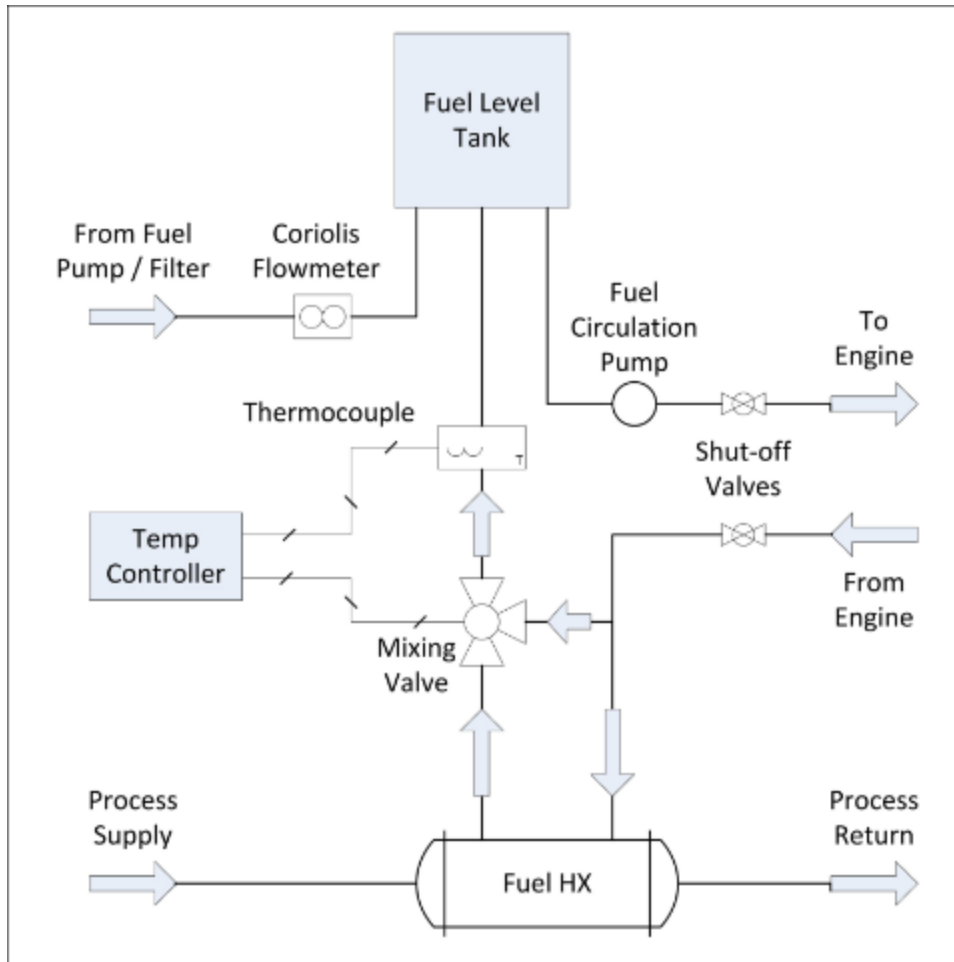 Fuel Level
Tank
From Fuel
Pump / Filter
Coriolis
Flowmeter
Fuel
Circulation
Pump
To
Engine
Thermocouple
T
Shut-off
Valves
Temp
Controller
From
Engine
Mixing
Valve
Process
Supply
Process
Return
Fuel HX